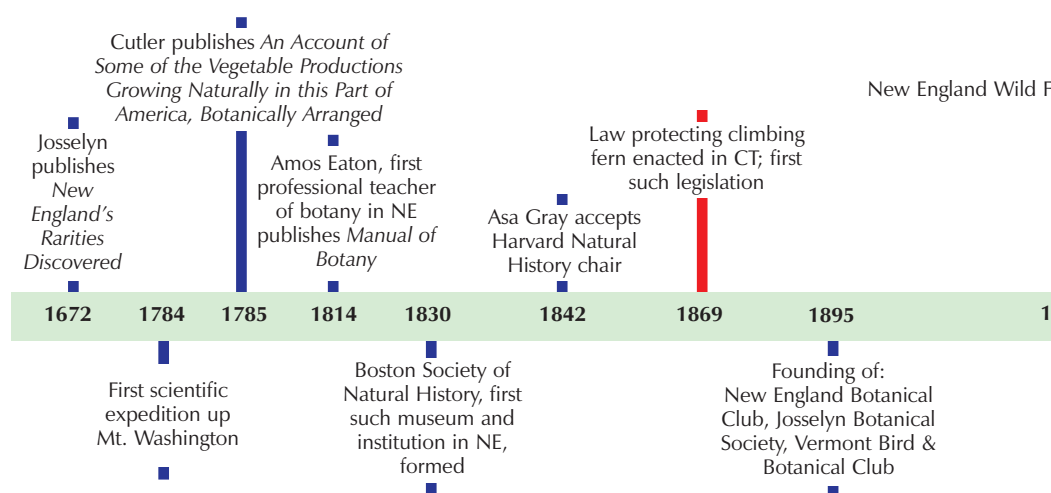 Cutler publishes An Account of
Some of the Vegetable Productions
Growing Naturally in this Part of
America, Botanically Arranged
New England Wild
Josselyn
publishes
New
England’s
Rarities
Discovered
Amos Eaton, first
professional teacher
of botany in NE
publishes Manual of
Botany
Asa Gray accepts
Harvard Natural
History chair
Law protecting climbing
fern enacted in CT; first
such legislation
1672 1784 1785 1814 1830 1842 1869 1895
First scientific
expedition up
Mt. Washington
Boston Society of
Natural History, first
such museum and
institution in NE,
formed
Founding of:
New England Botanical
Club, Josselyn Botanical
Society, Vermont Bird &
Botanical Club